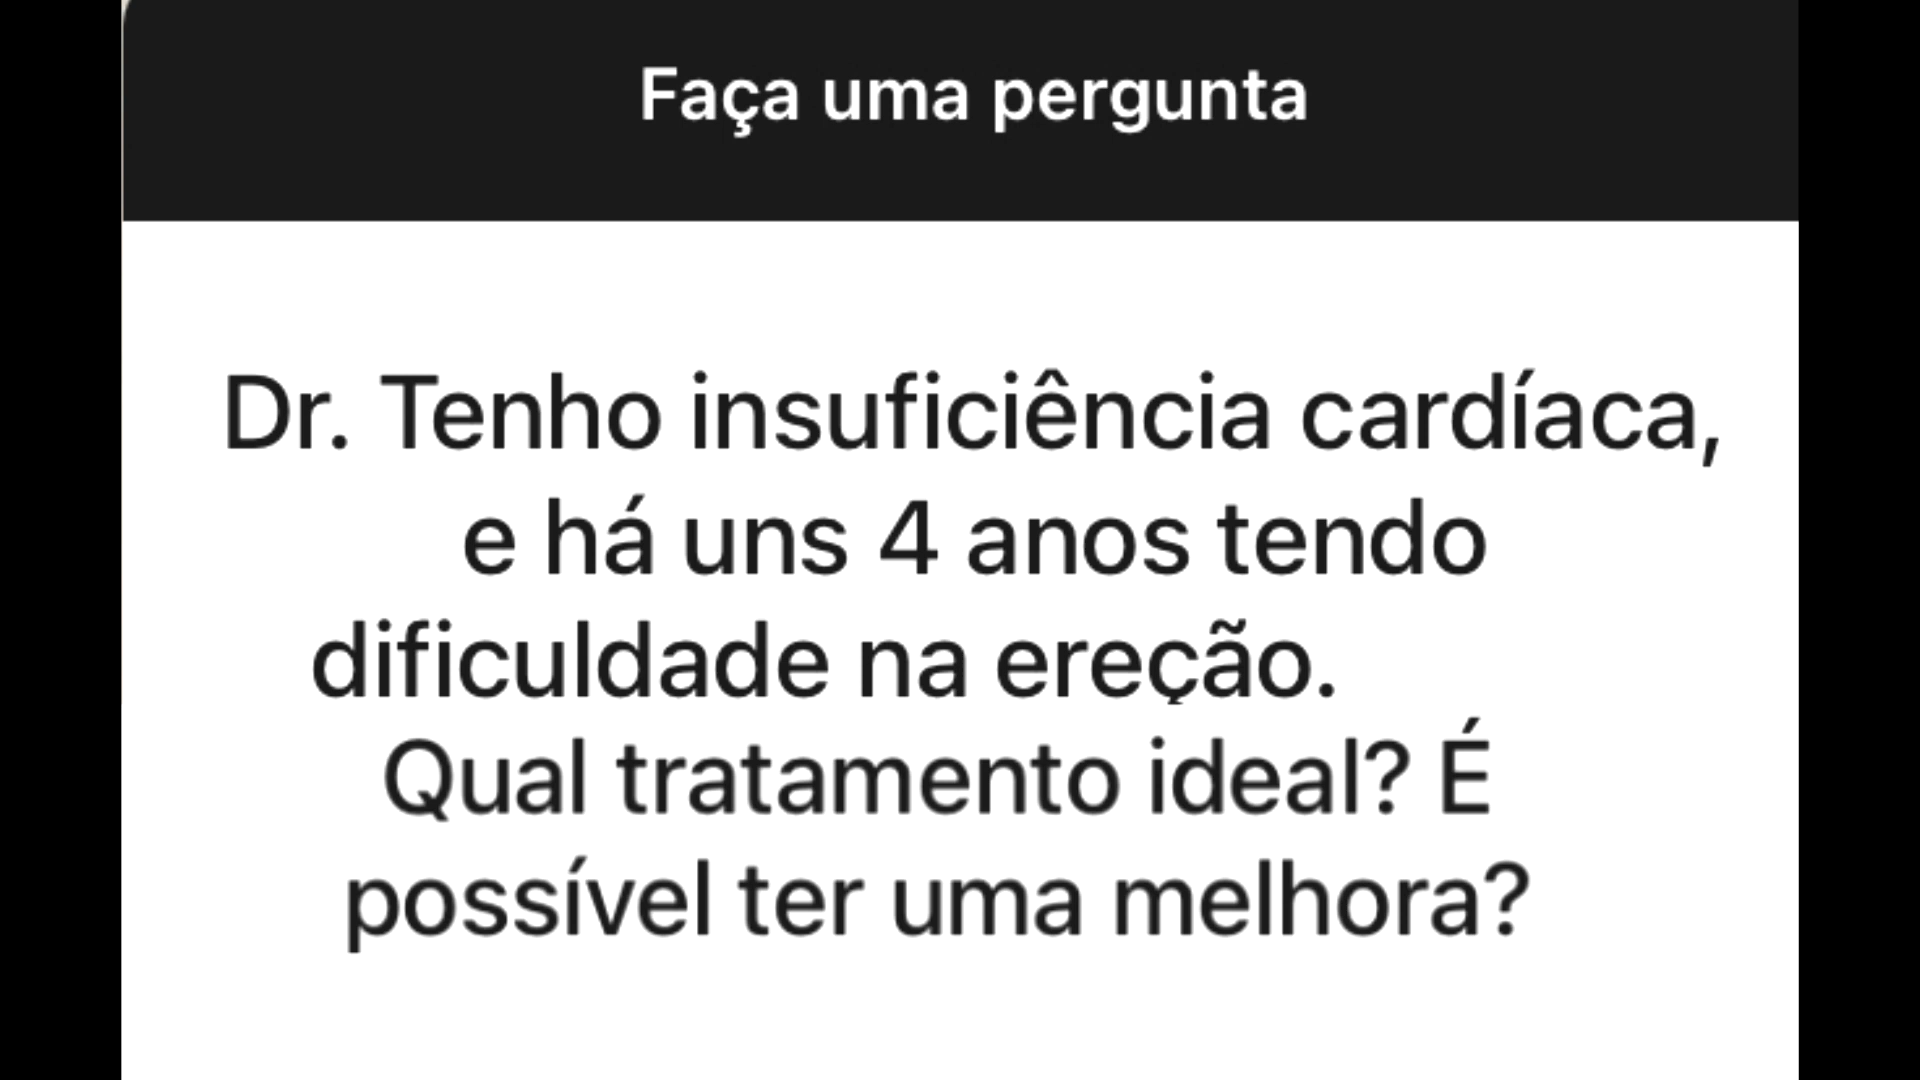 Faça uma pergunta
Dr. Tenho insuficiência cardíaca,
e há uns 4 anos tendo
dificuldade na ereção.
Qual tratamento ideal? É
possível ter uma melhora?